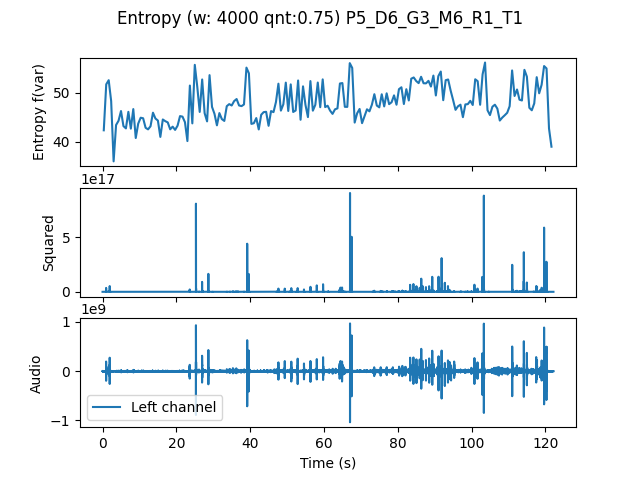 Entropy (w: 4000 qnt:0.75) P5_D6_G3_M6_R1_T1
Entropy f(var)
50
40
1e17
Squared
5
0
1e9
Audio
1
0
−1
Left channel
0 20 40 60 80 100 120
Time (s)